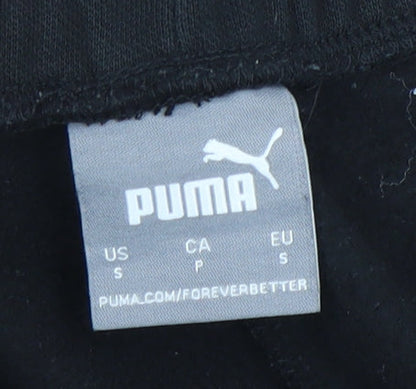 PUMA
US CA EU
S P S
PUMA.COM/FOREVERBETTER